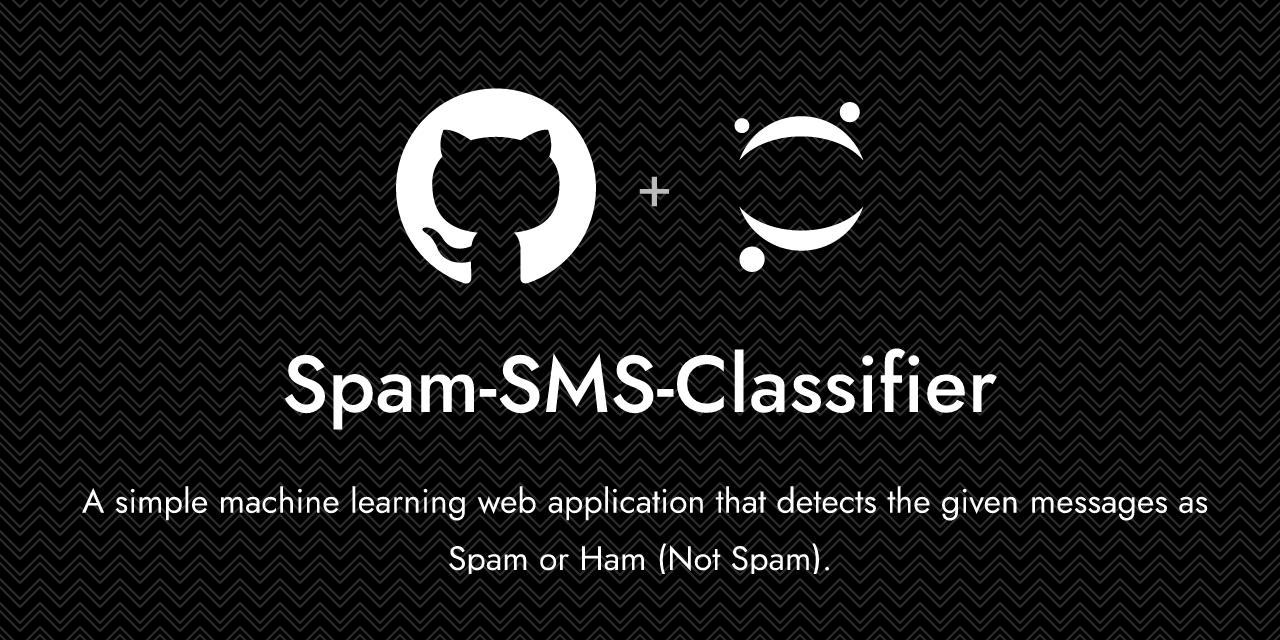 +
Spam-SMS-Classifier
A simple machine learning web application that detects the given messages as
Spam or Ham (Not Spam).